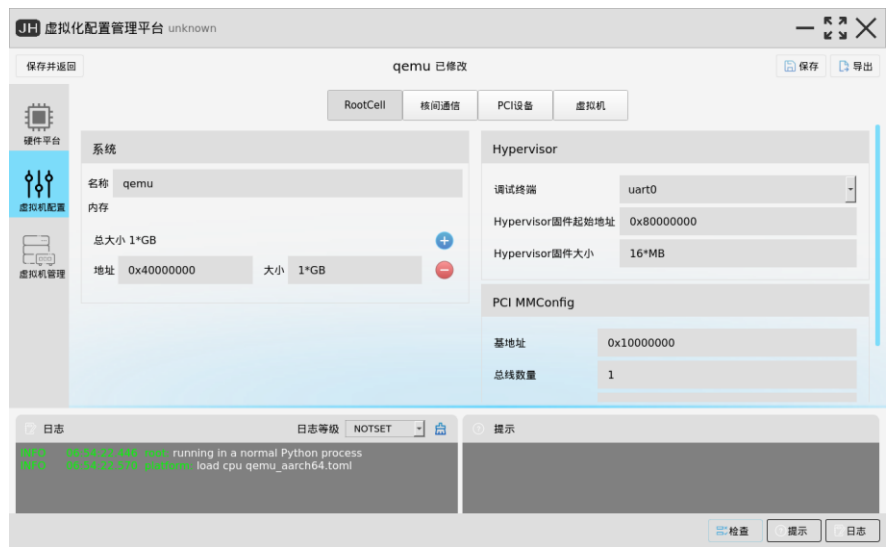 JH 虚拟化配置管理平台 unknown
保存并返回
qemu 已修改
保存
导出
硬件平台
虚拟机配置
虚拟机管理
RootCell
核间通信
PCI设备
虚拟机
系统
名称 qemu
内存
总大小 1*GB
地址 0x40000000 大小 1*GB
Hypervisor
调试终端 uart0
Hypervisor固件起始地址 0x80000000
Hypervisor固件大小 16*MB
PCI MMConfig
基地址 0x10000000
总线数量 1
日志 日志等级 NOTSET
INFO 06:54:22.446 root: running in a normal Python process
INFO 06:54:22.570 platform: load cpu qemu_aarch64.toml
提示
检查
提示
日志